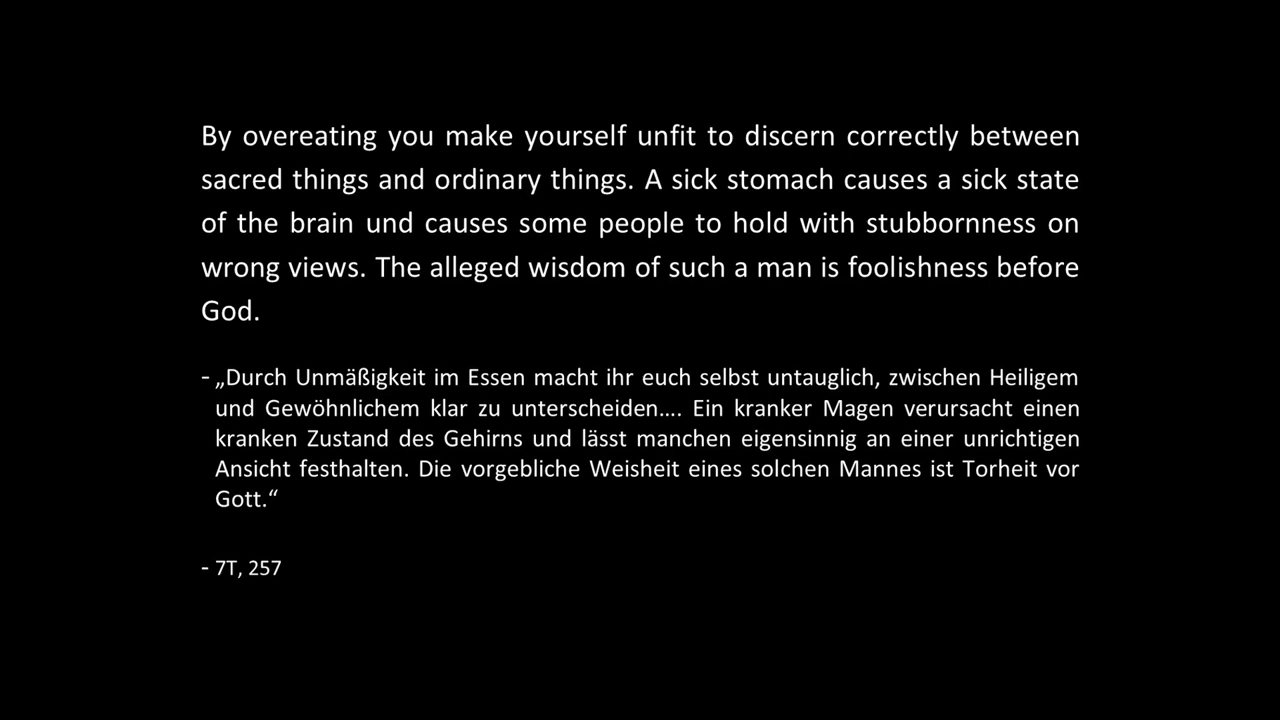 By overeating you make yourself unfit to discern correctly between
sacred things and ordinary things. A sick stomach causes a sick state
of the brain und causes some people to hold with stubbornness on
wrong views. The alleged wisdom of such a man is foolishness before
God.
- „Durch Unmäßigkeit im Essen macht ihr euch selbst untauglich, zwischen Heiligem
und Gewöhnlichem klar zu unterscheiden…. Ein kranker Magen verursacht einen
kranken Zustand des Gehirns und lässt manchen eigensinnig an einer unrichtigen
Ansicht festhalten. Die vorgebliche Weisheit eines solchen Mannes ist Torheit vor
Gott.“
- 7T, 257